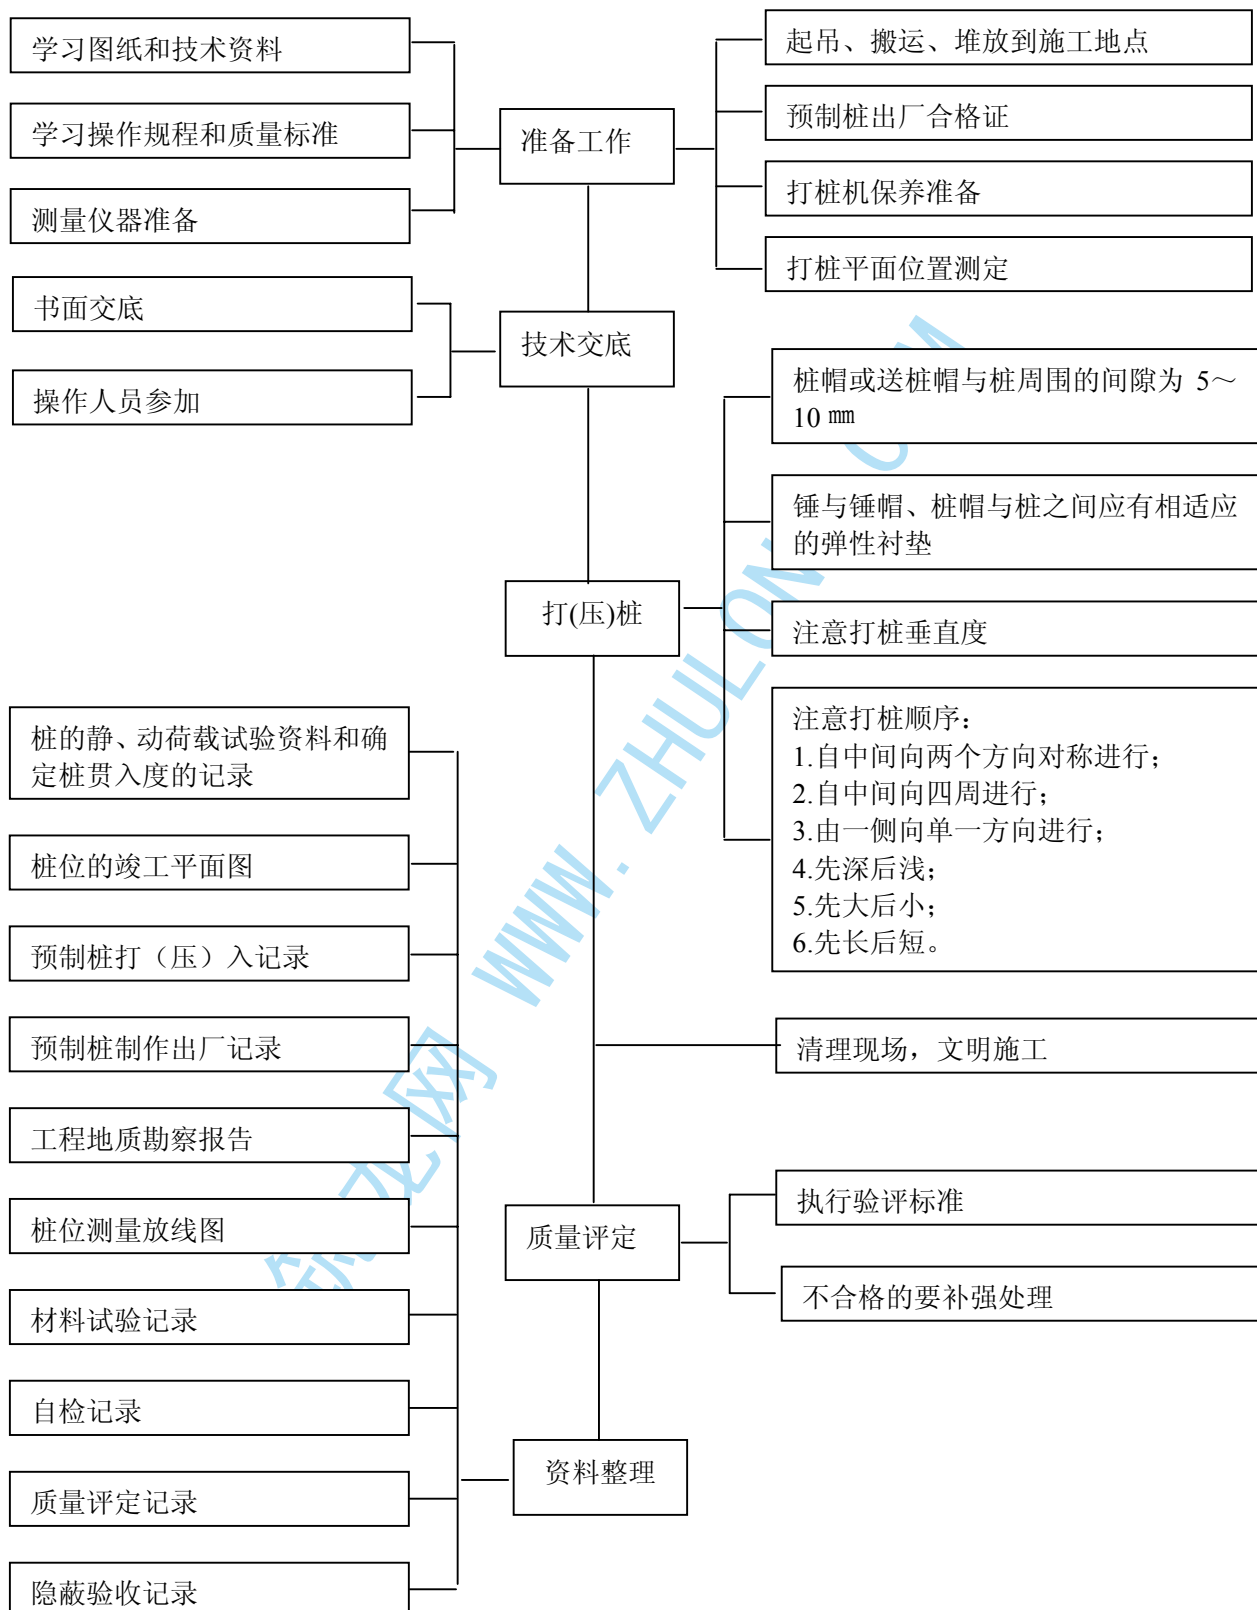 学习图纸和技术资料
学习操作规程和质量标准
测量仪器准备
准备工作
起吊、搬运、堆放到施工地点
预制桩出厂合格证
打桩机保养准备
打桩平面位置测定
书面交底
操作人员参加
技术交底
桩帽或送桩帽与桩周围的间隙为 5～
10 ㎜
锤与锤帽、桩帽与桩之间应有相适应
的弹性衬垫
打(压)桩
注意打桩垂直度
注意打桩顺序：
1.自中间向两个方向对称进行；
2.自中间向四周进行；
3.由一侧向单一方向进行；
4.先深后浅；
5.先大后小；
6.先长后短。
清理现场，文明施工
桩的静、动荷载试验资料和确
定桩贯入度的记录
桩位的竣工平面图
预制桩打（压）入记录
预制桩制作出厂记录
工程地质勘察报告
桩位测量放线图
材料试验记录
自检记录
质量评定记录
隐蔽验收记录
质量评定
执行验评标准
不合格的要补强处理
资料整理
龙网 WWW. ZHULON